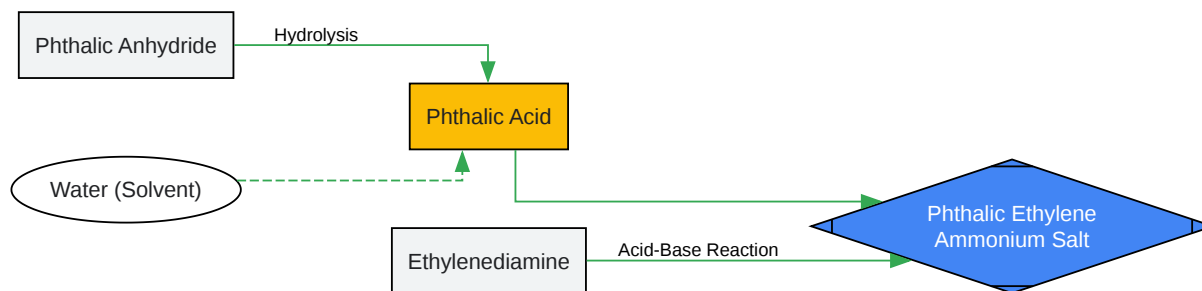 Phthalic Anhydride
Hydrolysis
Phthalic Acid
Water (Solvent)
Phthalic Ethylene
Ammonium Salt
Ethylenediamine
Acid-Base Reaction